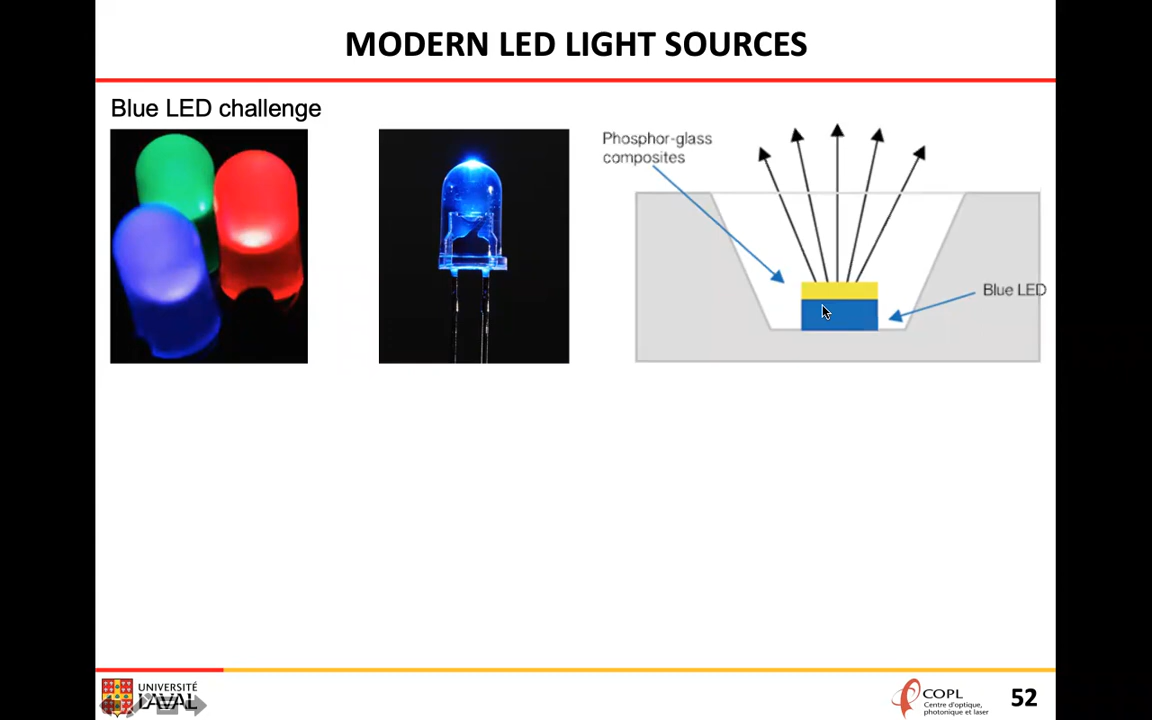 MODERN LED LIGHT SOURCES
Blue LED challenge
Phosphor-glass
composites
Blue LED
UNIVERSITÉ
LAVAL
COPL
Centre d'optique,
photonique et laser
52